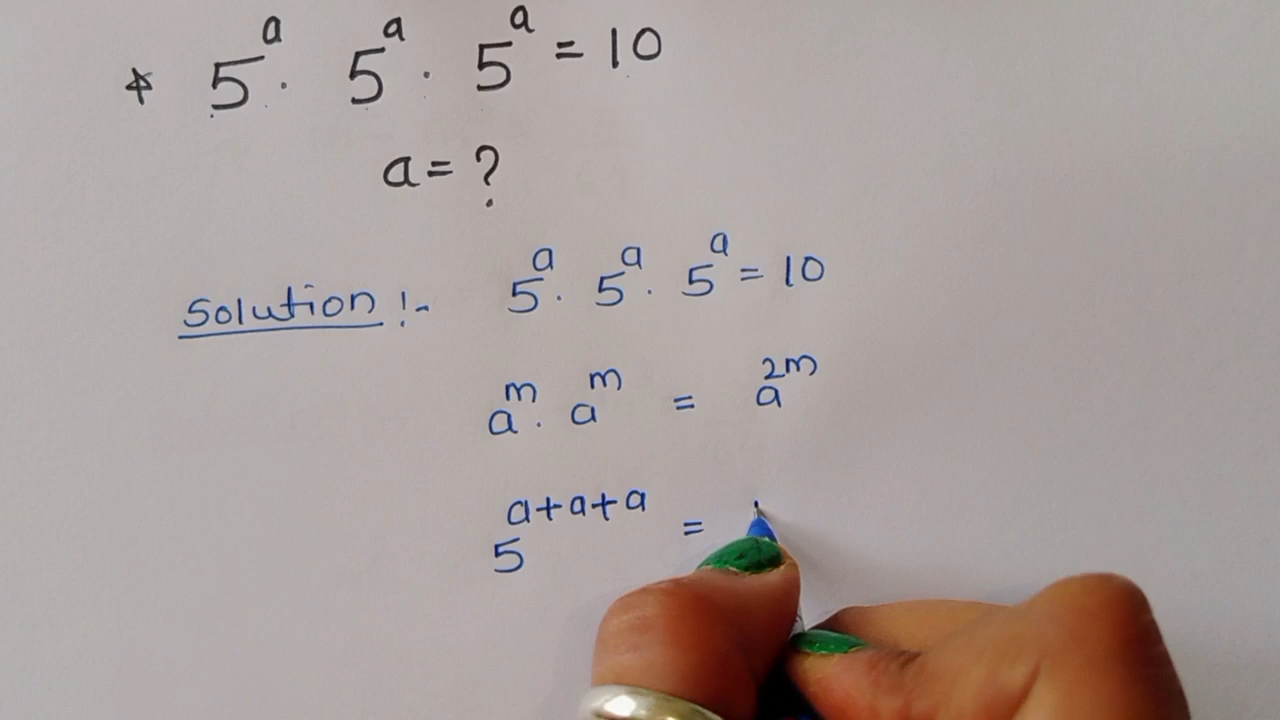 * 5^a . 5^a . 5^a = 10
a = ?
Solution :- 5^a . 5^a . 5^a = 10
a^m . a^m = a^2m
5^a+a+a =